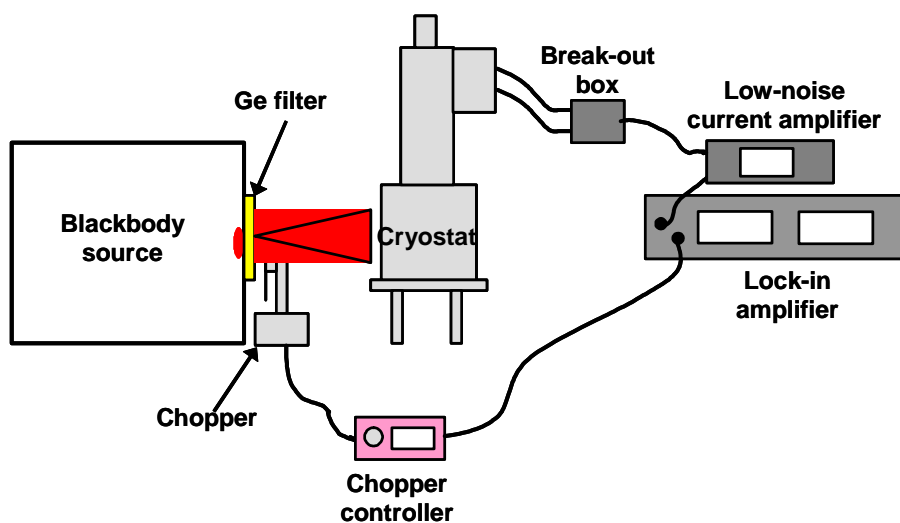 Break-out
box
Ge filter
Low-noise
current amplifier
Blackbody
source
Cryostat
Lock-in
amplifier
Chopper
Chopper
controller